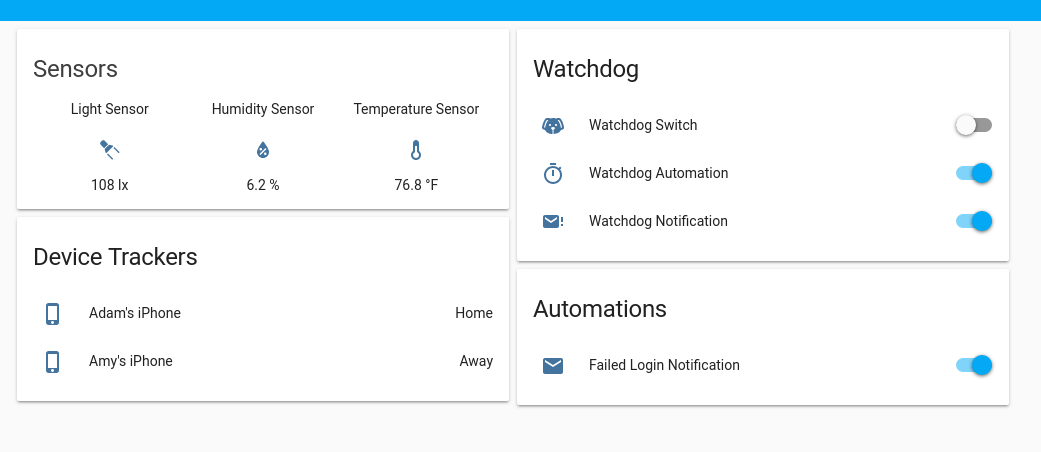 Sensors
Light Sensor Humidity Sensor Temperature Sensor
108 lx 6.2 % 76.8 °F
Device Trackers
Adam's iPhone Home
Amy's iPhone Away
Watchdog
Watchdog Switch
Watchdog Automation
Watchdog Notification
Automations
Failed Login Notification